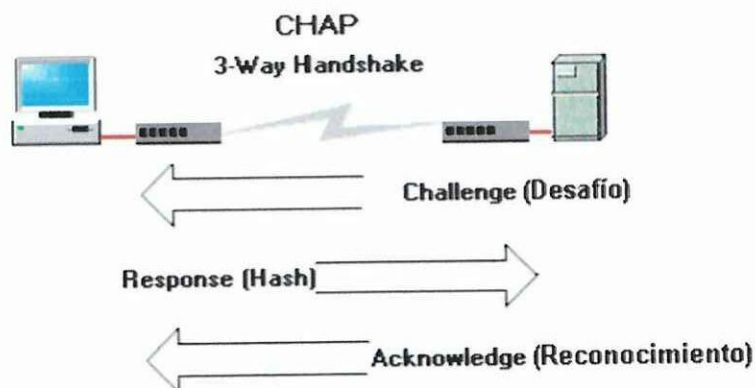 CHAP
3-Way Handshake
Challenge (Desafío)
Response (Hash)
Acknowledge (Reconocimiento)